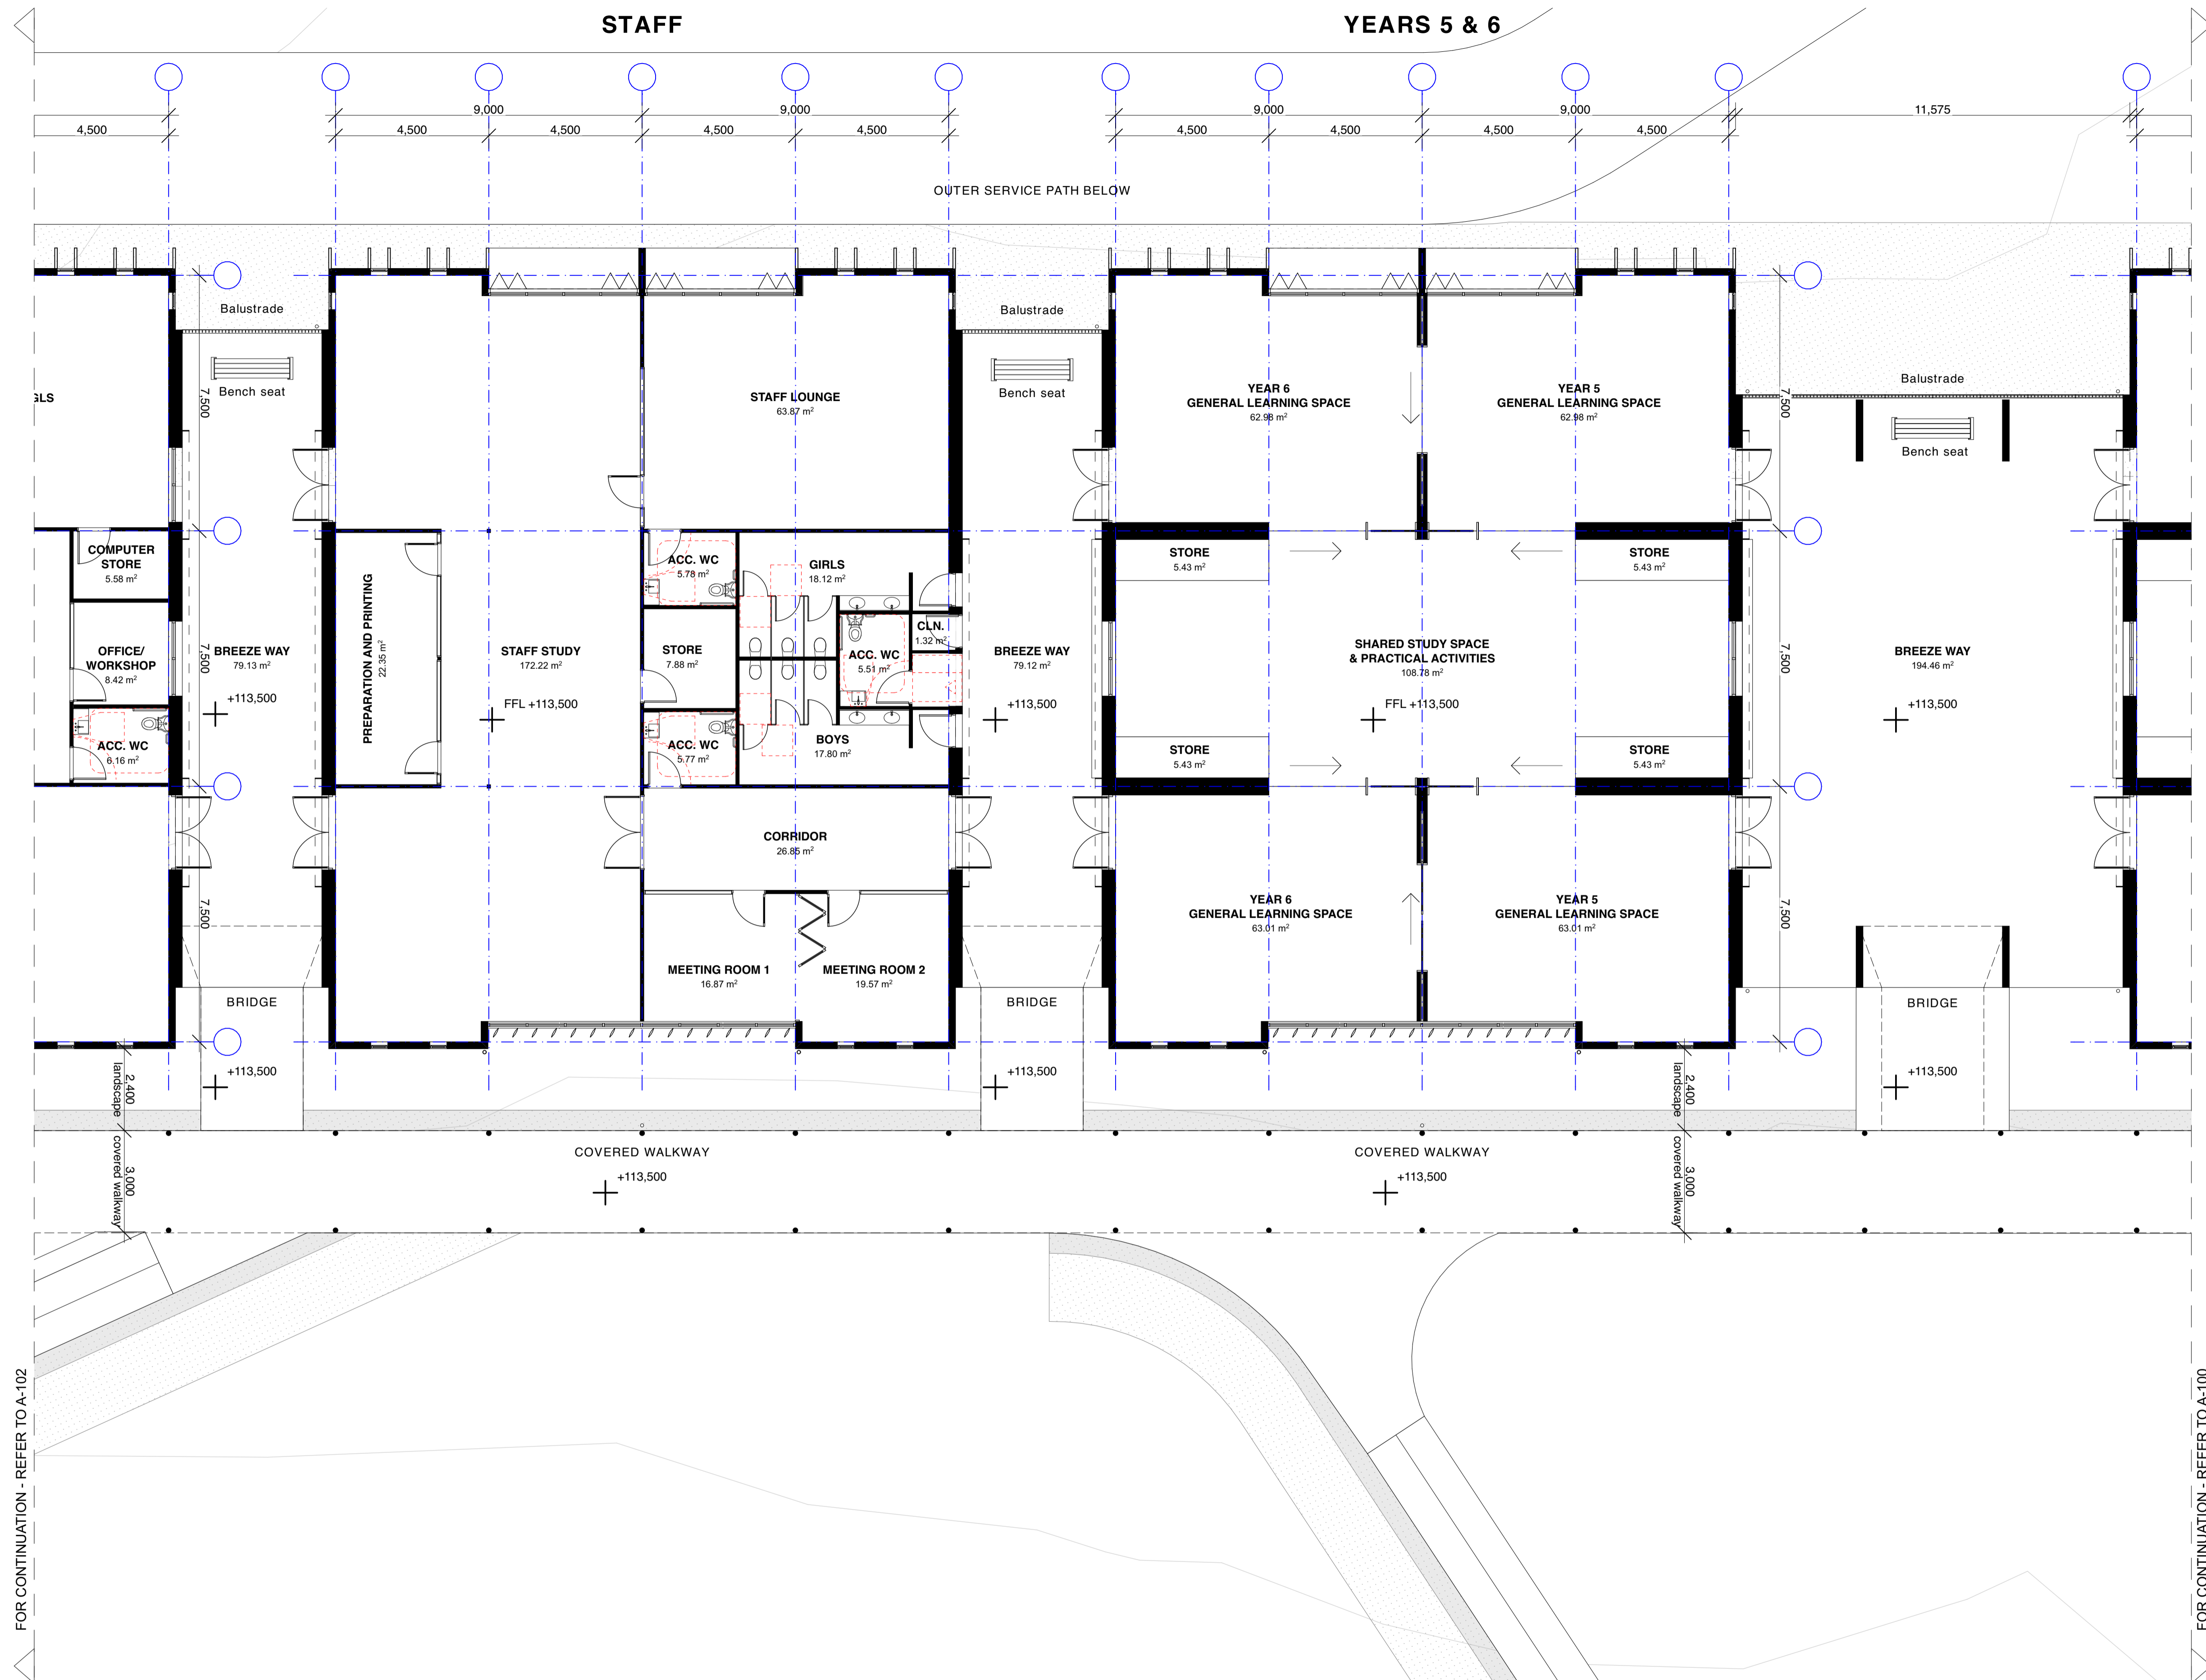 STAFF
YEARS 5 & 6
9,000
9,000
9,000
9,000
11,575
4,500
4,500
4,500
4,500
4,500
4,500
4,500
4,500
4,500
OUTER SERVICE PATH BELOW
Balustrade
Bench seat
7,500
Balustrade
Bench seat
Balustrade
Bench seat
7,500
STAFF LOUNGE
63.87 m²
YEAR 6
GENERAL LEARNING SPACE
62.98 m²
YEAR 5
GENERAL LEARNING SPACE
62.98 m²
COMPUTER
STORE
5.58 m²
OFFICE/
WORKSHOP
8.42 m²
ACC. WC
6.16 m²
7,500
BREEZE WAY
79.13 m²
+113,500
PREPARATION AND PRINTING
22.35 m²
STAFF STUDY
172.22 m²
FFL +113,500
ACC. WC
5.78 m²
STORE
7.88 m²
ACC. WC
5.77 m²
GIRLS
18.12 m²
CLN.
1.32 m²
ACC. WC
5.51 m²
BOYS
17.80 m²
BREEZE WAY
79.12 m²
+113,500
STORE
5.43 m²
STORE
5.43 m²
SHARED STUDY SPACE
& PRACTICAL ACTIVITIES
108.78 m²
FFL +113,500
STORE
5.43 m²
STORE
5.43 m²
7,500
BREEZE WAY
194.46 m²
+113,500
CORRIDOR
26.85 m²
7,500
MEETING ROOM 1
16.87 m²
MEETING ROOM 2
19.57 m²
YEAR 6
GENERAL LEARNING SPACE
63.01 m²
YEAR 5
GENERAL LEARNING SPACE
63.01 m²
7,500
BRIDGE
BRIDGE
BRIDGE
2,400
landscape
+113,500
+113,500
2,400
landscape
+113,500
3,000
covered walkway
COVERED WALKWAY
+113,500
COVERED WALKWAY
+113,500
3,000
covered walkway
FOR CONTINUATION - REFER TO A-102
FOR CONTINUATION - REFER TO A-100